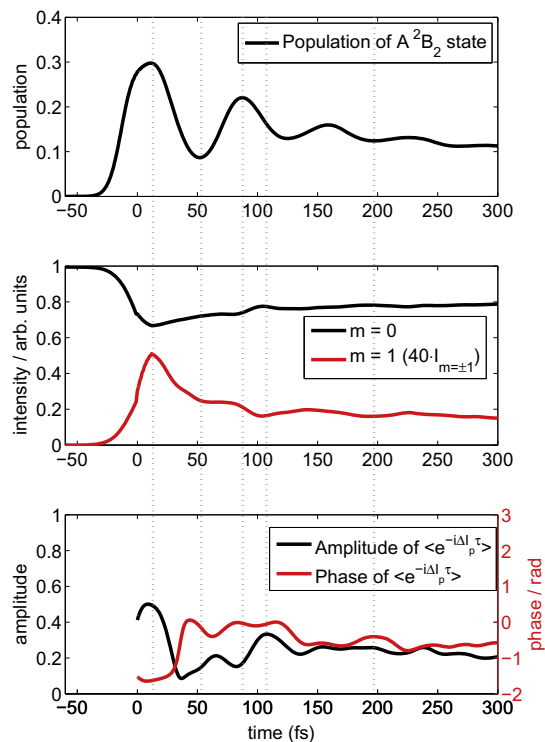 0.4
0.3
0.2
0.1
0
population
Population of A ²B₂ state
−50 0 50 100 150 200 250 300
1
0.8
0.6
0.4
0.2
0
intensity / arb. units
m = 0
m = 1 (40·I_{m=±1})
−50 0 50 100 150 200 250 300
1
0.8
0.6
0.4
0.2
0
amplitude
Amplitude of <e^{−iΔI_p τ}>
Phase of <e^{−iΔI_p τ}>
3
2
1
0
−1
−2
phase / rad
−50 0 50 100 150 200 250 300
time (fs)